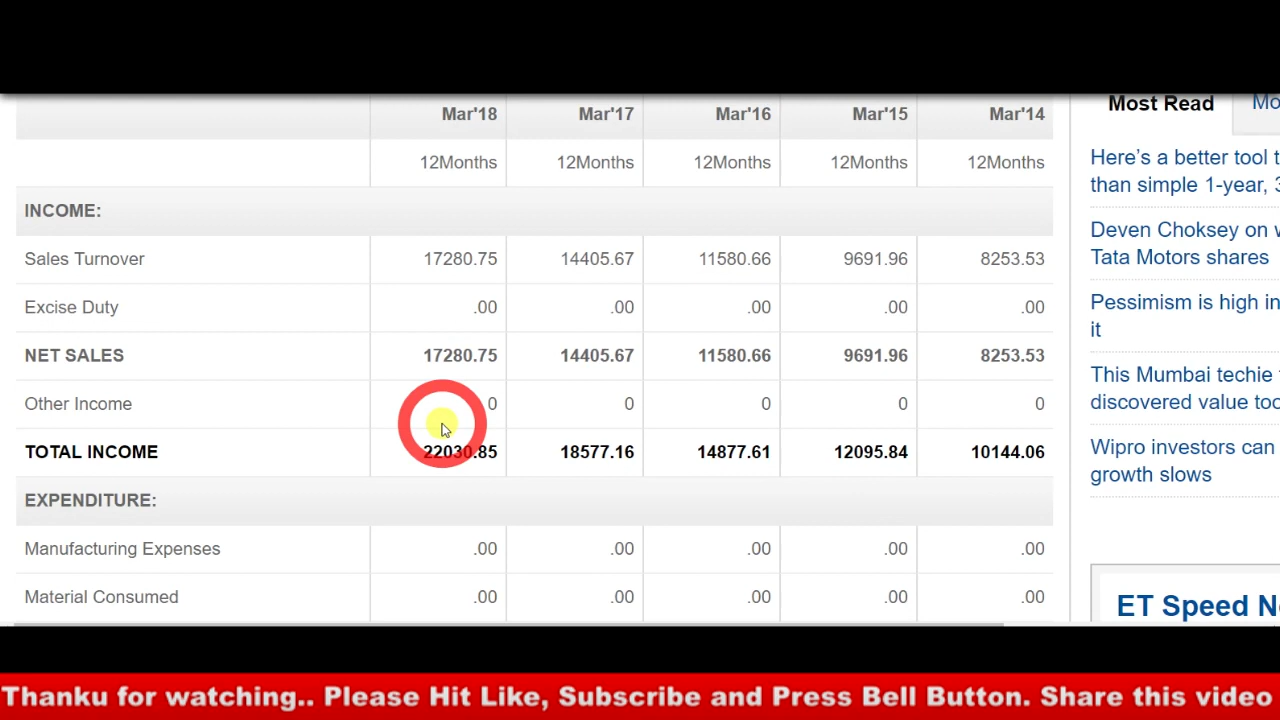 Mar'18 Mar'17 Mar'16 Mar'15 Mar'14
12Months 12Months 12Months 12Months 12Months
INCOME:
Sales Turnover 17280.75 14405.67 11580.66 9691.96 8253.53
Excise Duty .00 .00 .00 .00 .00
NET SALES 17280.75 14405.67 11580.66 9691.96 8253.53
Other Income 0 0 0 0 0
TOTAL INCOME 22030.85 18577.16 14877.61 12095.84 10144.06
EXPENDITURE:
Manufacturing Expenses .00 .00 .00 .00 .00
Material Consumed .00 .00 .00 .00 .00
Most Read
Here's a better tool
than simple 1-year,
Deven Choksey on
Tata Motors shares
Pessimism is high in
it
This Mumbai techie
discovered value too
Wipro investors can
growth slows
ET Speed
Thanku for watching.. Please Hit Like, Subscribe and Press Bell Button. Share this video